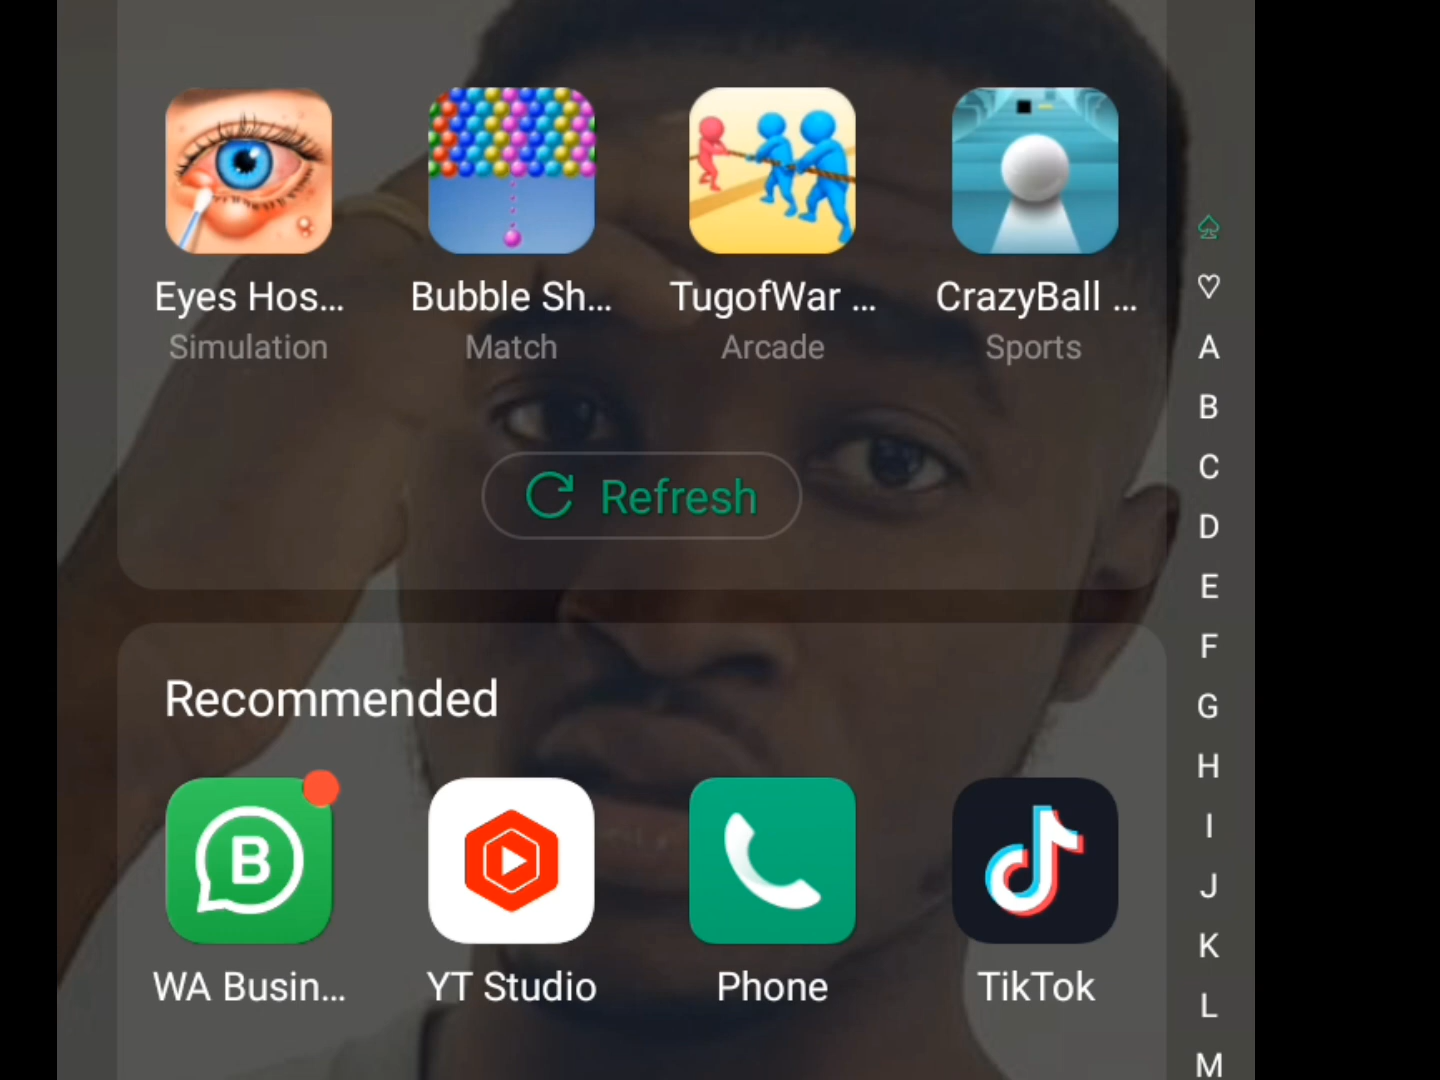 Eyes Hos... Bubble Sh... TugofWar ... CrazyBall ...
Simulation Match Arcade Sports
Refresh
Recommended
B
WA Busin... YT Studio Phone TikTok
A
B
C
D
E
F
G
H
I
J
K
L
M